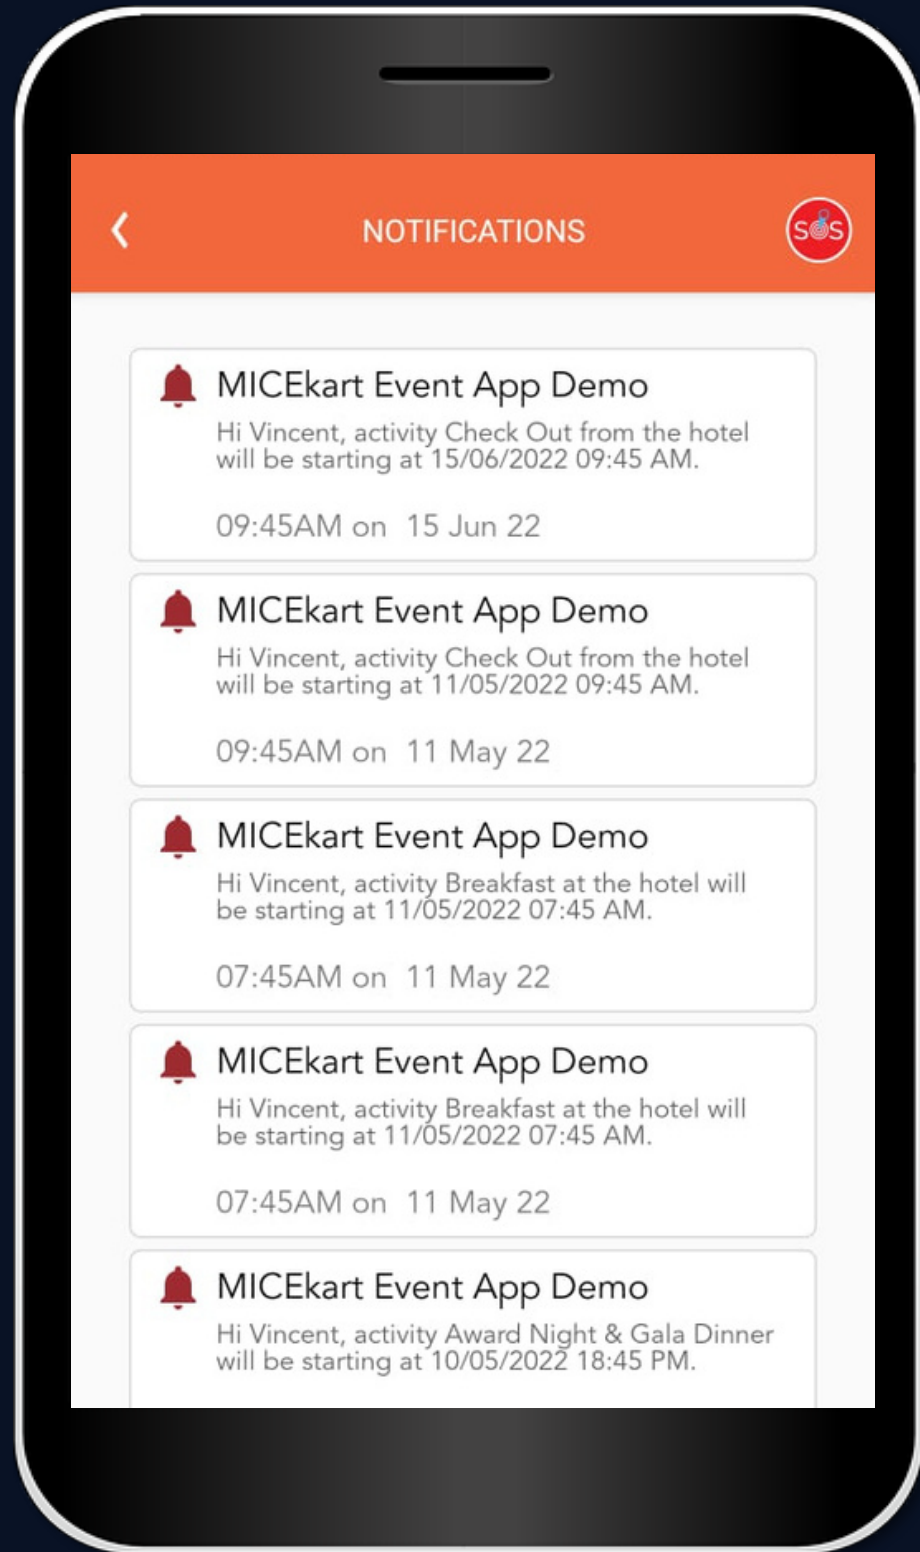 NOTIFICATIONS
SOS
MICEkart Event App Demo
Hi Vincent, activity Check Out from the hotel
will be starting at 15/06/2022 09:45 AM.
09:45AM on  15 Jun 22
MICEkart Event App Demo
Hi Vincent, activity Check Out from the hotel
will be starting at 11/05/2022 09:45 AM.
09:45AM on  11 May 22
MICEkart Event App Demo
Hi Vincent, activity Breakfast at the hotel will
be starting at 11/05/2022 07:45 AM.
07:45AM on  11 May 22
MICEkart Event App Demo
Hi Vincent, activity Breakfast at the hotel will
be starting at 11/05/2022 07:45 AM.
07:45AM on  11 May 22
MICEkart Event App Demo
Hi Vincent, activity Award Night & Gala Dinner
will be starting at 10/05/2022 18:45 PM.